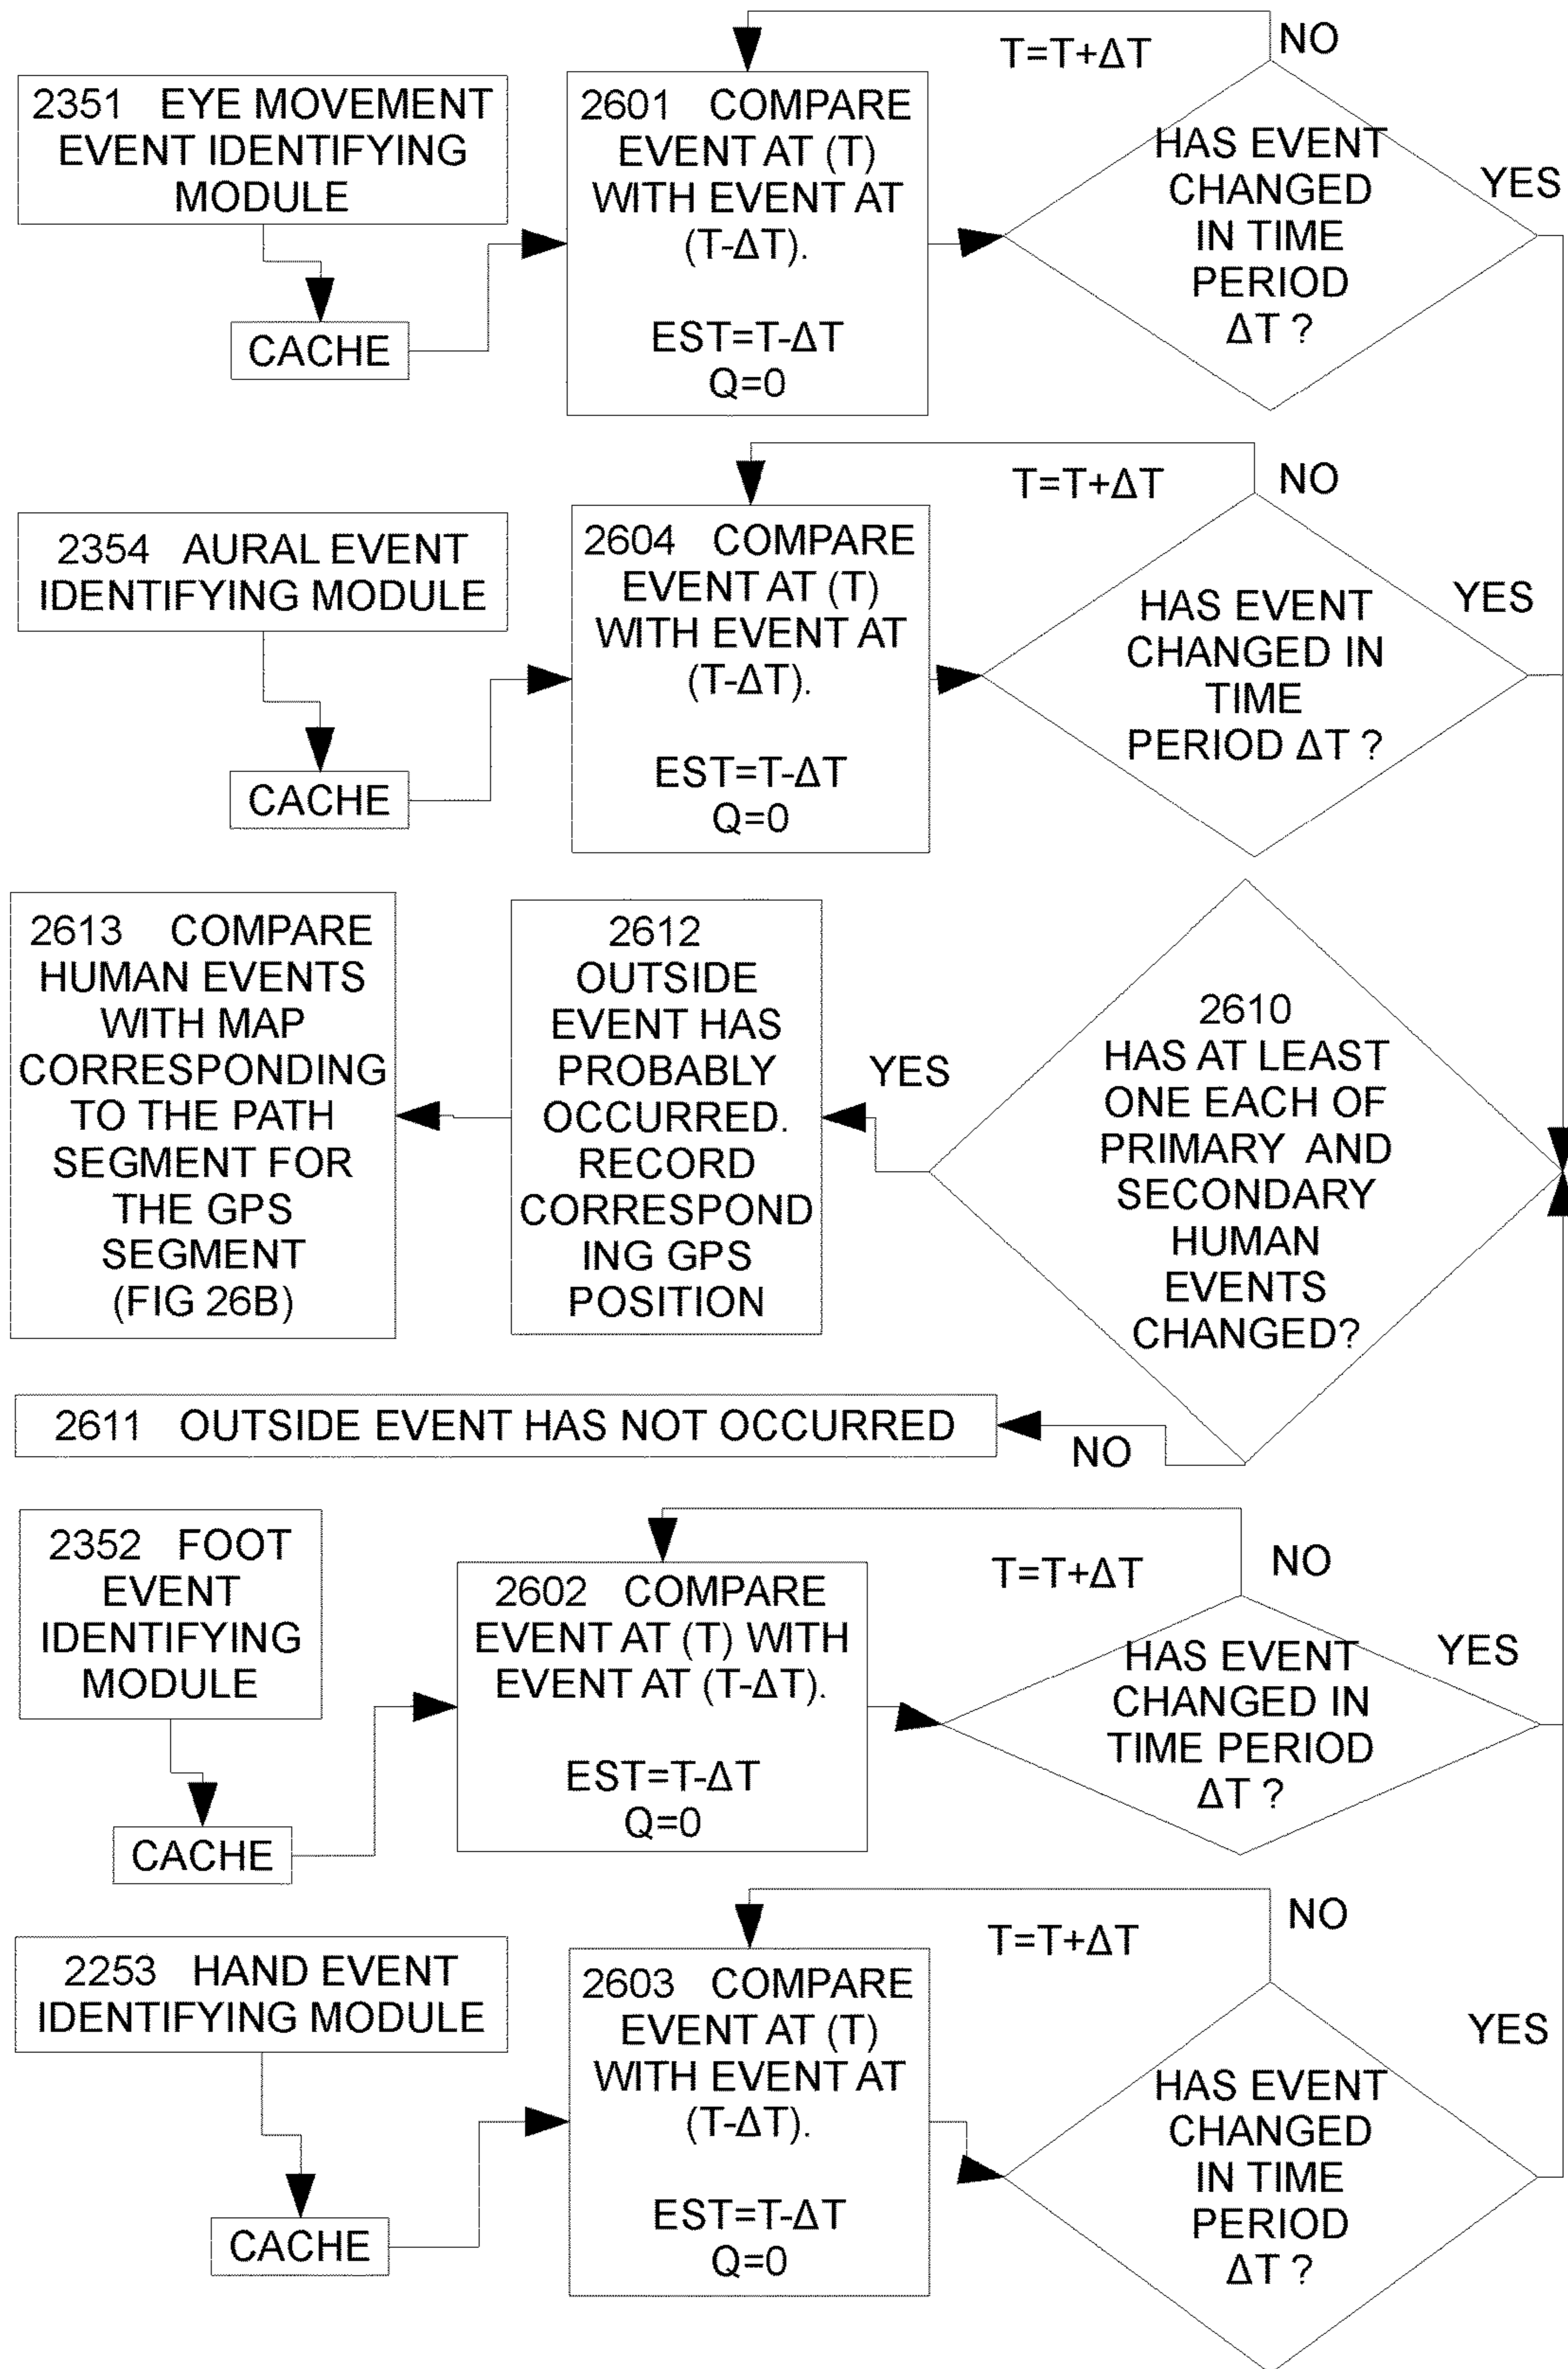 2351 EYE MOVEMENT
EVENT IDENTIFYING
MODULE
CACHE
2601 COMPARE
EVENT AT (T)
WITH EVENT AT
(T-ΔT).
EST=T-ΔT
Q=0
T=T+ΔT
NO
HAS EVENT
CHANGED
IN TIME
PERIOD
ΔT ?
YES
2354 AURAL EVENT
IDENTIFYING MODULE
CACHE
2604 COMPARE
EVENT AT (T)
WITH EVENT AT
(T-ΔT).
EST=T-ΔT
Q=0
T=T+ΔT
NO
HAS EVENT
CHANGED IN
TIME
PERIOD ΔT ?
YES
2613 COMPARE
HUMAN EVENTS
WITH MAP
CORRESPONDING
TO THE PATH
SEGMENT FOR
THE GPS
SEGMENT
(FIG 26B)
2612
OUTSIDE
EVENT HAS
PROBABLY
OCCURRED.
RECORD
CORRESPOND
ING GPS
POSITION
YES
2610
HAS AT LEAST
ONE EACH OF
PRIMARY AND
SECONDARY
HUMAN
EVENTS
CHANGED?
2611 OUTSIDE EVENT HAS NOT OCCURRED
NO
2352 FOOT
EVENT
IDENTIFYING
MODULE
CACHE
2602 COMPARE
EVENT AT (T) WITH
EVENT AT (T-ΔT).
EST=T-ΔT
Q=0
T=T+ΔT
NO
HAS EVENT
CHANGED IN
TIME PERIOD
ΔT ?
YES
2253 HAND EVENT
IDENTIFYING MODULE
CACHE
2603 COMPARE
EVENT AT (T)
WITH EVENT AT
(T-ΔT).
EST=T-ΔT
Q=0
T=T+ΔT
NO
HAS EVENT
CHANGED
IN TIME
PERIOD
ΔT ?
YES